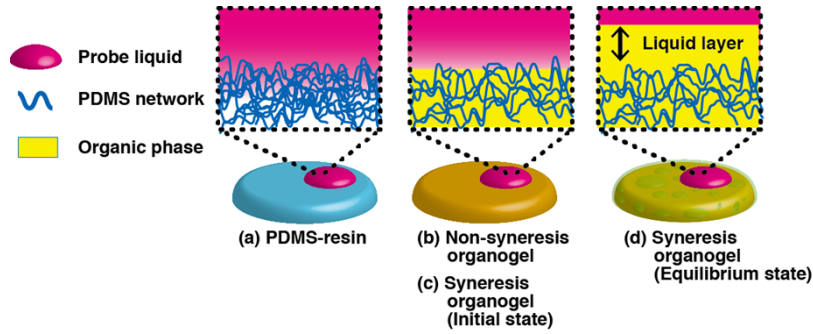 Probe liquid
PDMS network
Organic phase
Liquid layer
(a) PDMS-resin
(b) Non-syneresis
organogel
(c) Syneresis
organogel
(Initial state)
(d) Syneresis
organogel
(Equilibrium state)